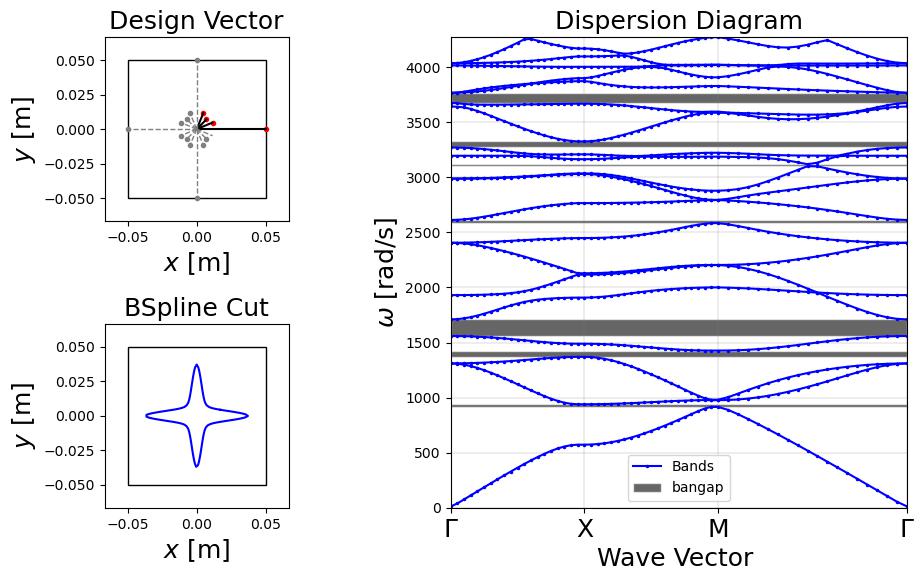 Design Vector
0.050
0.025
0.000
−0.025
−0.050
y [m]
−0.05
0.00
0.05
x [m]
BSpline Cut
0.050
0.025
0.000
−0.025
−0.050
y [m]
−0.05
0.00
0.05
x [m]
Dispersion Diagram
4000
3500
3000
2500
2000
1500
1000
500
0
ω [rad/s]
Bands
bangap
Γ
X
M
Γ
Wave Vector